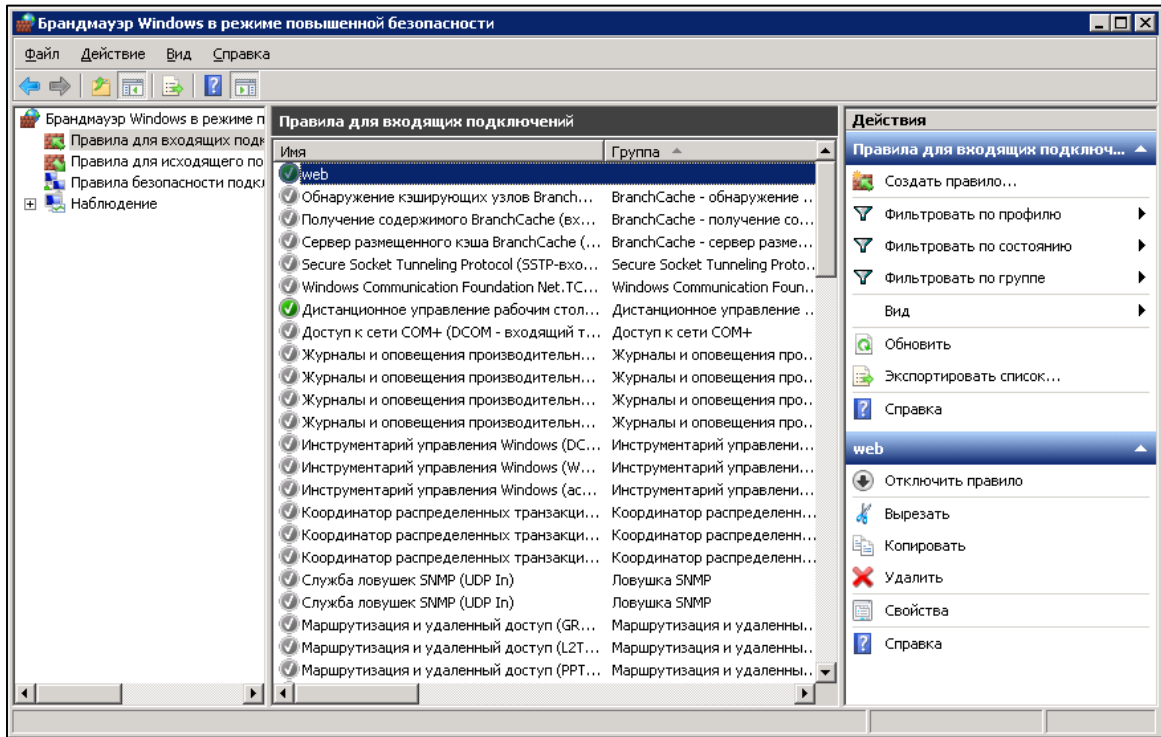 Брандмауэр Windows в режиме повышенной безопасности
Файл Действие Вид Справка
Брандмауэр Windows в режиме п
Правила для входящих подк
Правила для исходящего по
Правила безопасности подкл
Наблюдение
Правила для входящих подключений
Имя Группа
web
Обнаружение кэширующих узлов Branch... BranchCache - обнаружение ..
Получение содержимого BranchCache (вх... BranchCache - получение со...
Сервер размещенного кэша BranchCache (... BranchCache - сервер разме...
Secure Socket Tunneling Protocol (SSTP-вхо... Secure Socket Tunneling Proto..
Windows Communication Foundation Net.TC... Windows Communication Foun..
Дистанционное управление рабочим стол... Дистанционное управление ..
Доступ к сети COM+ (DCOM - входящий т... Доступ к сети COM+
Журналы и оповещения производительн... Журналы и оповещения про..
Журналы и оповещения производительн... Журналы и оповещения про..
Журналы и оповещения производительн... Журналы и оповещения про..
Журналы и оповещения производительн... Журналы и оповещения про..
Инструментарий управления Windows (DC... Инструментарий управлени...
Инструментарий управления Windows (W... Инструментарий управлени...
Инструментарий управления Windows (ас... Инструментарий управлени...
Координатор распределенных транзакци... Координатор распределенн...
Координатор распределенных транзакци... Координатор распределенн...
Координатор распределенных транзакци... Координатор распределенн...
Служба ловушек SNMP (UDP In) Ловушка SNMP
Служба ловушек SNMP (UDP In) Ловушка SNMP
Маршрутизация и удаленный доступ (GR... Маршрутизация и удаленны..
Маршрутизация и удаленный доступ (L2T... Маршрутизация и удаленны..
Маршрутизация и удаленный доступ (PPT... Маршрутизация и удаленны..
Действия
Правила для входящих подключ...
Создать правило...
Фильтровать по профилю
Фильтровать по состоянию
Фильтровать по группе
Вид
Обновить
Экспортировать список...
Справка
web
Отключить правило
Вырезать
Копировать
Удалить
Свойства
Справка